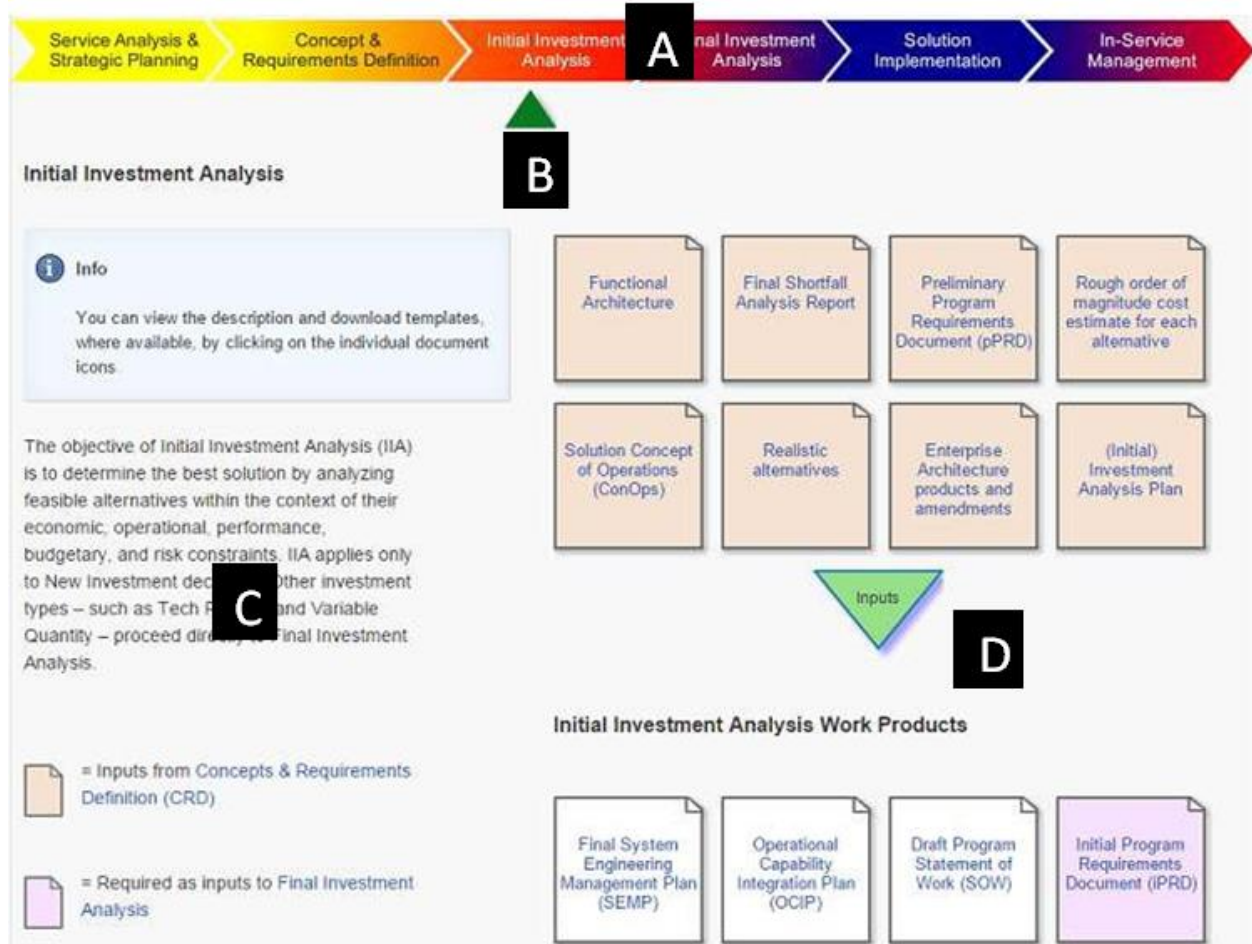 Service Analysis &
Strategic Planning
Concept &
Requirements Definition
Initial Investment
Analysis
A
nal Investment
Analysis
Solution
Implementation
In-Service
Management
B
Initial Investment Analysis
Info
You can view the description and download templates,
where available, by clicking on the individual document
icons.
The objective of Initial Investment Analysis (IIA)
is to determine the best solution by analyzing
feasible alternatives within the context of their
economic, operational, performance,
budgetary, and risk constraints. IIA applies only
to New Investment dec Other investment
types – such as Tech and Variable
Quantity – proceed Final Investment
Analysis.
C
= Inputs from Concepts & Requirements
Definition (CRD)
= Required as inputs to Final Investment
Analysis
Functional
Architecture
Final Shortfall
Analysis Report
Preliminary
Program
Requirements
Document (pPRD)
Rough order of
magnitude cost
estimate for each
alternative
Solution Concept
of Operations
(ConOps)
Realistic
alternatives
Enterprise
Architecture
products and
amendments
(Initial)
Investment
Analysis Plan
Inputs
D
Initial Investment Analysis Work Products
Final System
Engineering
Management Plan
(SEMP)
Operational
Capability
Integration Plan
(OCIP)
Draft Program
Statement of
Work (SOW)
Initial Program
Requirements
Document (iPRD)